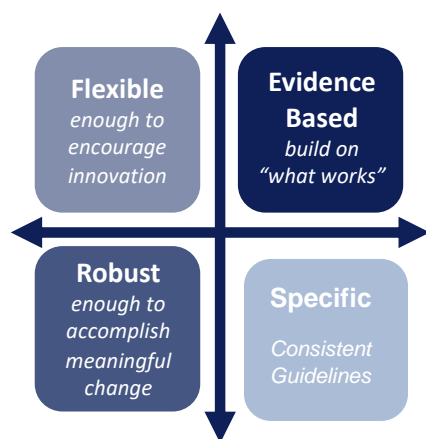 Flexible
enough to
encourage
innovation
Evidence
Based
build on
“what works”
Robust
enough to
accomplish
meaningful
change
Specific
Consistent
Guidelines